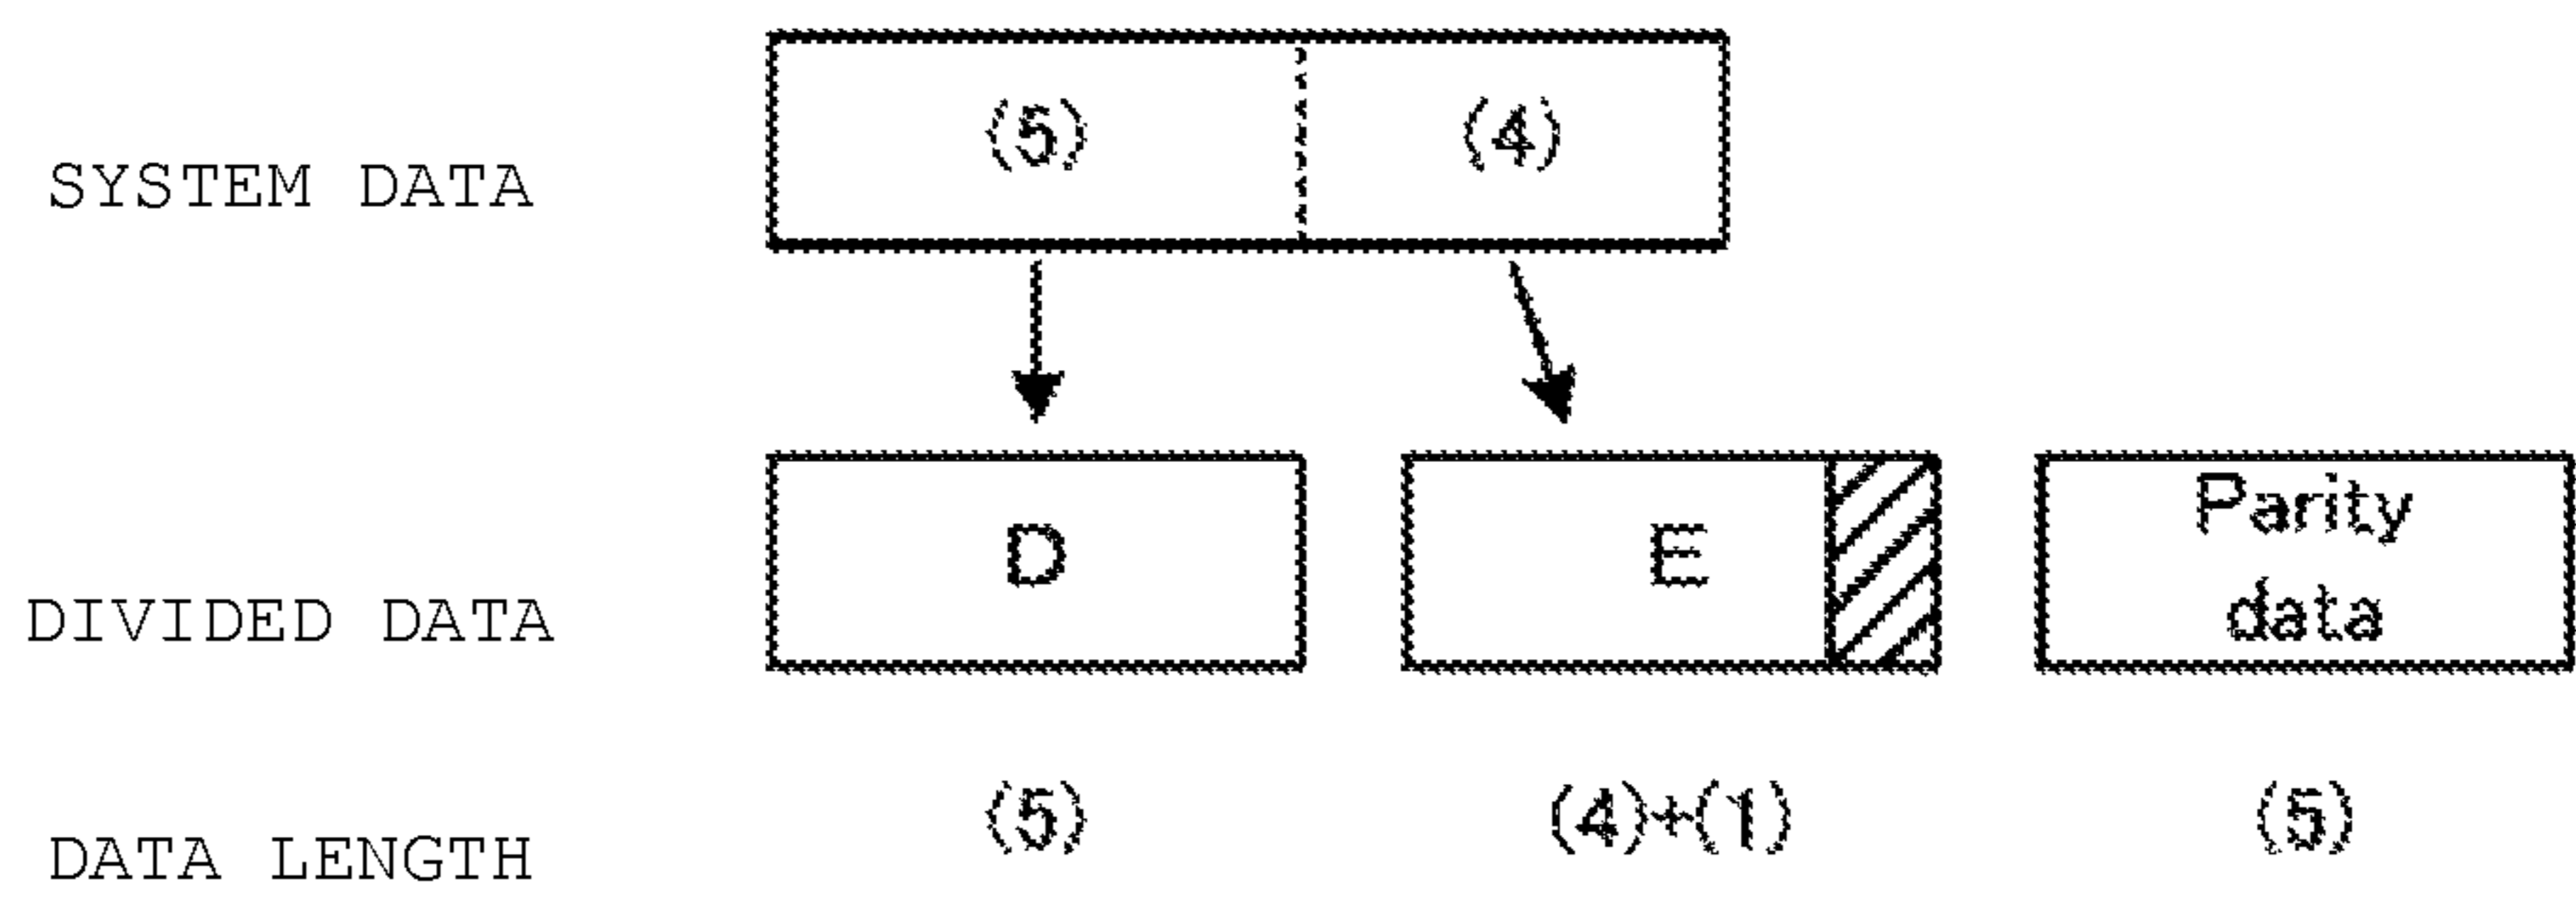 SYSTEM DATA (5) (4)
DIVIDED DATA D E Parity
data
DATA LENGTH (5) (4)+(1) (5)